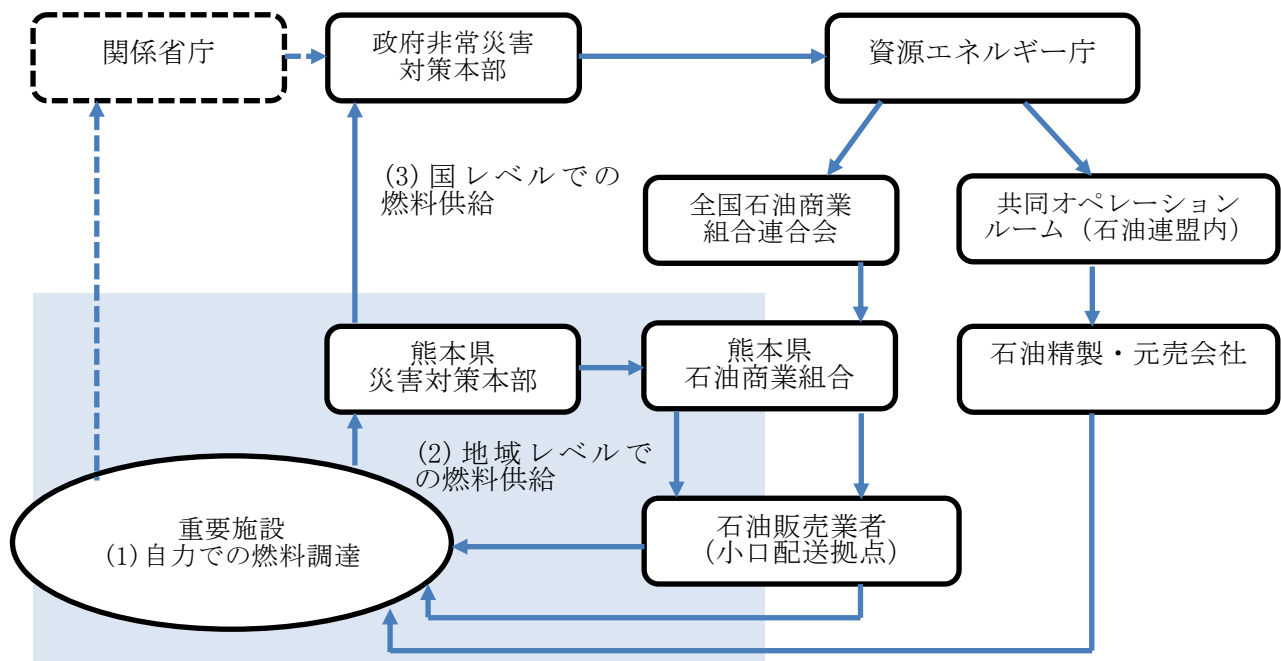 関係省庁
政府非常災害
対策本部
資源エネルギー庁
(3)国レベルでの
燃料供給
全国石油商業
組合連合会
共同オペレーション
ルーム（石油連盟内）
熊本県
災害対策本部
熊本県
石油商業組合
石油精製・元売会社
(2)地域レベルで
の燃料供給
重要施設
(1)自力での燃料調達
石油販売業者
（小口配送拠点）